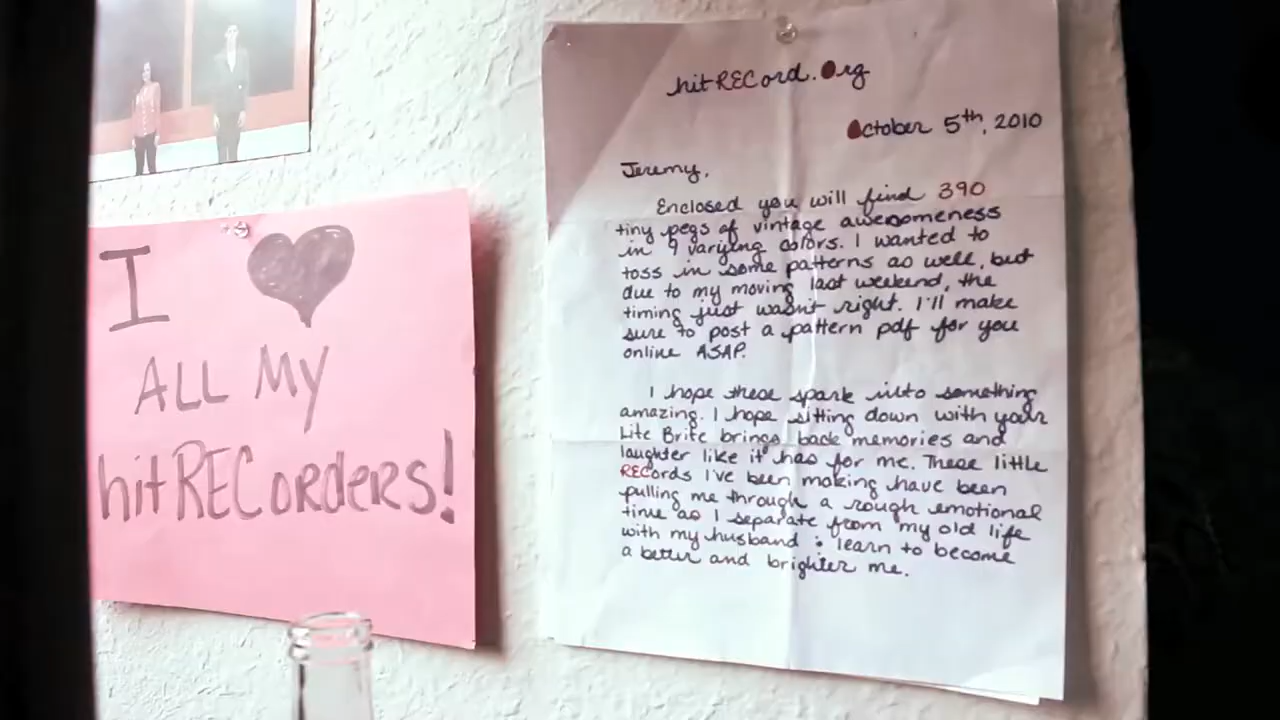 I ♥
ALL MY
hitRECorders!
hitRECord.Org
October 5th, 2010
Jeremy,
Enclosed you will find 390
tiny pegs of vintage awesomeness
in 9 varying colors. I wanted to
toss in some patterns as well, but
due to my moving last weekend, the
timing just wasn't right. I'll make
sure to post a pattern pdf for you
online ASAP.
I hope these spark into something
amazing. I hope sitting down with your
Lite Brite brings back memories and
laughter like it has for me. These little
RECords I've been making have been
pulling me through a rough emotional
time as I separate from my old life
with my husband & learn to become
a better and brighter me.